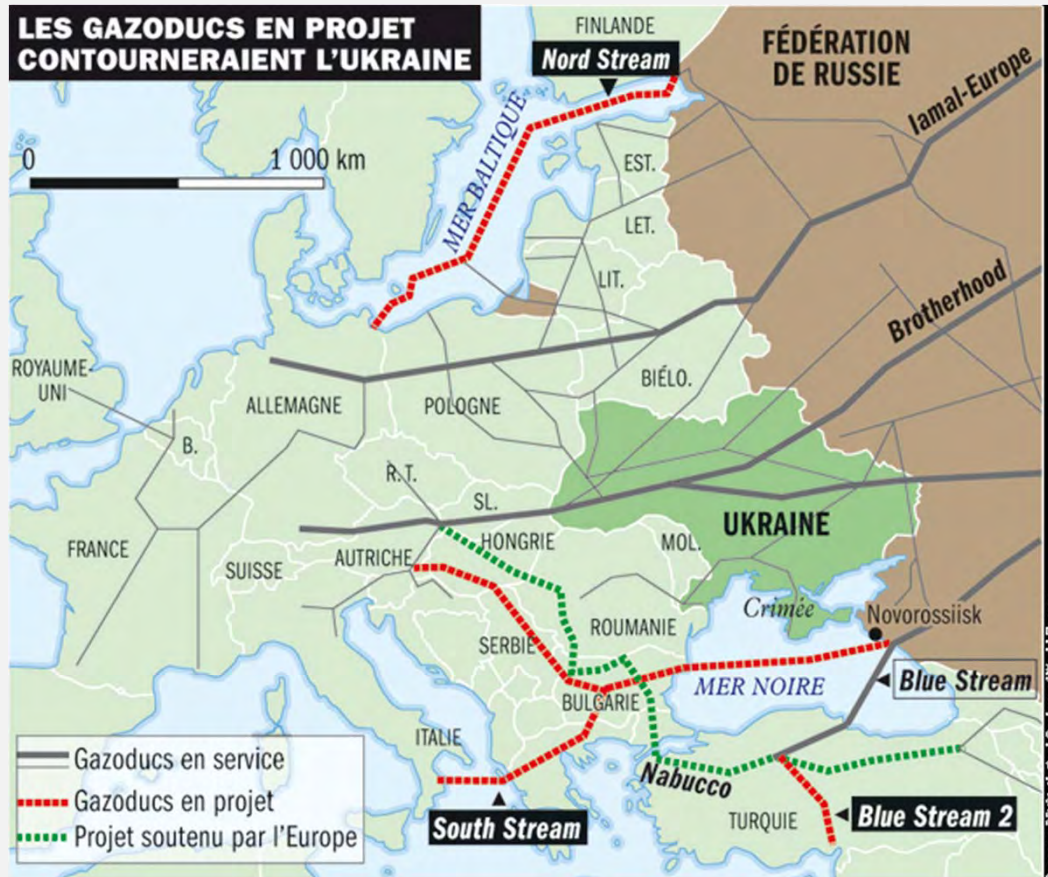 LES GAZODUCS EN PROJET
CONTOURNERAIENT L'UKRAINE
FINLANDE
Nord Stream
FÉDÉRATION
DE RUSSIE
Iamal-Europe
0
1 000 km
MER BALTIQUE
EST.
LET.
LIT.
Brotherhood
ROYAUME-
UNI
BIÉLO.
ALLEMAGNE
POLOGNE
B.
R.T.
SL.
UKRAINE
FRANCE
HONGRIE
MOL.
AUTRICHE
SUISSE
Crimée
Novorossiisk
ROUMANIE
SERBIE
Blue Stream
MER NOIRE
BULGARIE
ITALIE
Gazoducs en service
Nabucco
Gazoducs en projet
South Stream
TURQUIE
Blue Stream 2
Projet soutenu par l'Europe